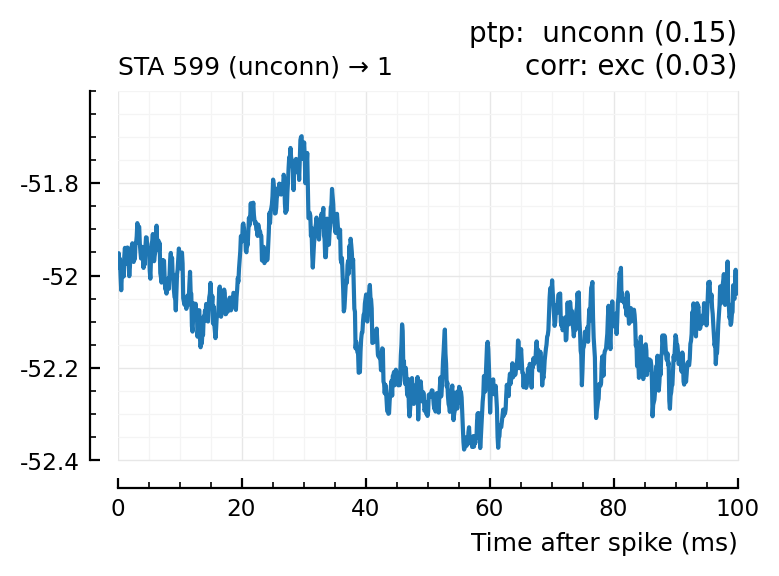 ptp:  unconn (0.15)
STA 599 (unconn) → 1
corr: exc (0.03)
-51.8
-52
-52.2
-52.4
0 20 40 60 80 100
Time after spike (ms)